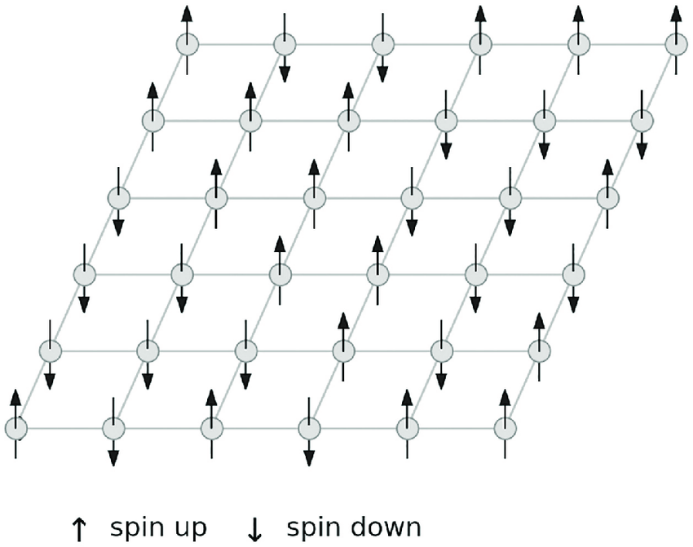 ↑ spin up ↓ spin down